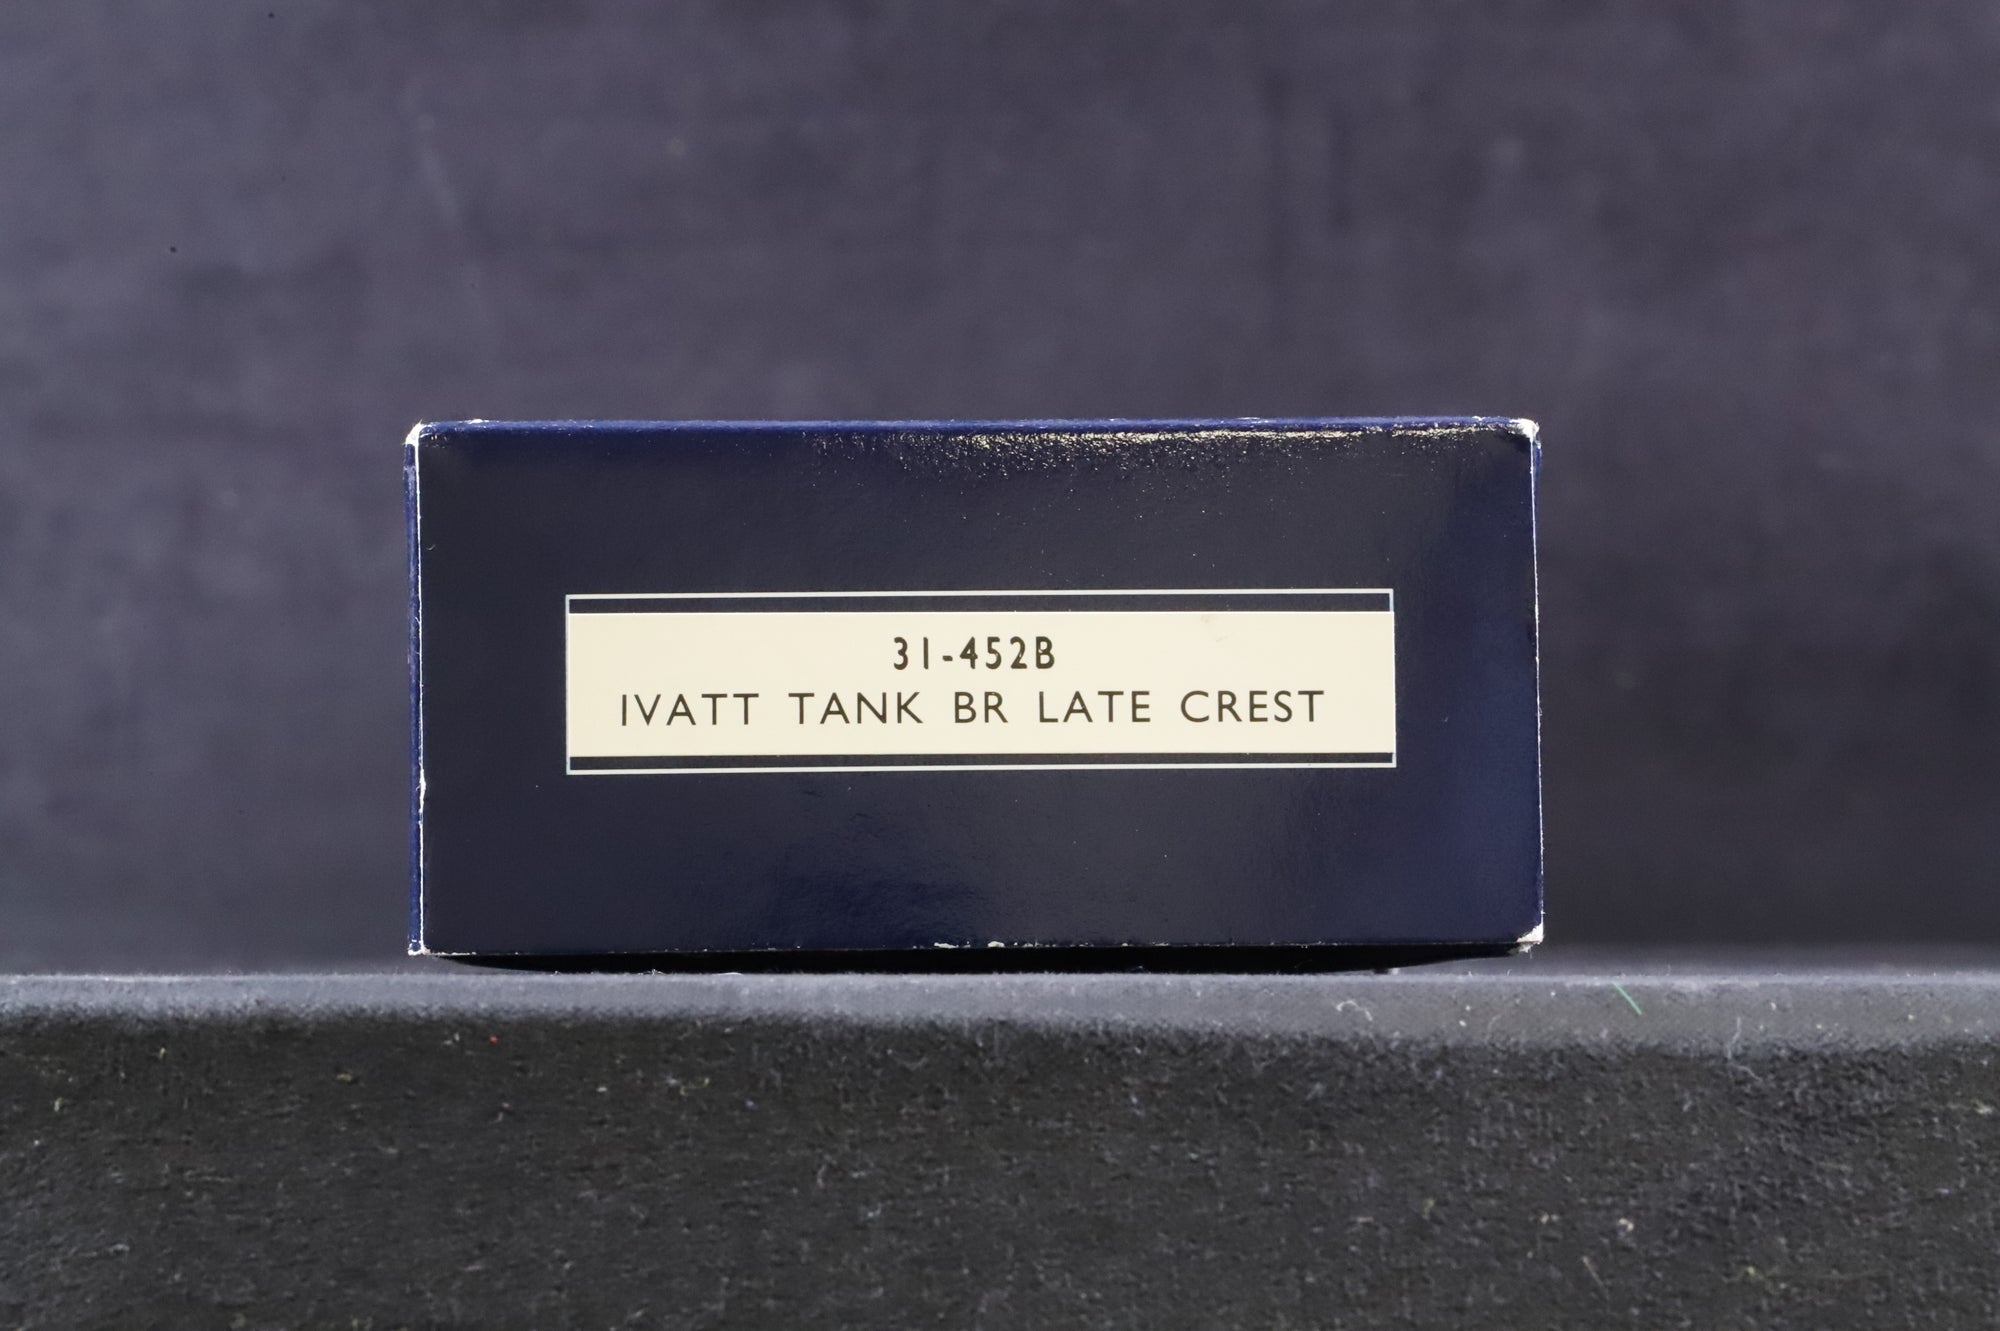 31-452B
IVATT TANK BR LATE CREST